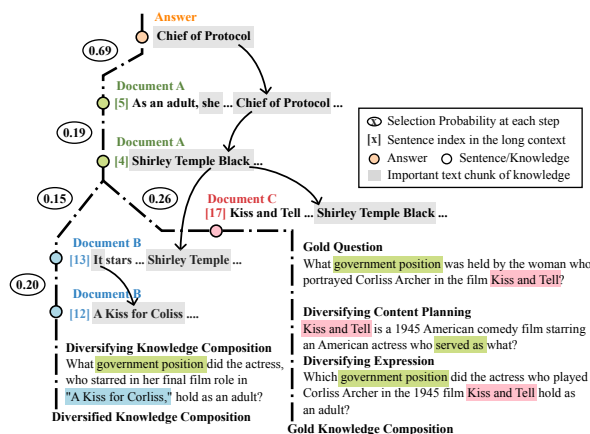 Answer
Chief of Protocol
0.69
Document A
[5] As an adult, she ... Chief of Protocol ...
0.19
Document A
[4] Shirley Temple Black ...
x Selection Probability at each step
[x] Sentence index in the long context
Answer Sentence/Knowledge
Important text chunk of knowledge
0.15
0.26
Document C
[17] Kiss and Tell ... Shirley Temple Black ...
Document B
[13] It stars ... Shirley Temple ...
0.20
Document B
[12] A Kiss for Coliss ....
Diversifying Knowledge Composition
What government position did the actress,
who starred in her final film role in
"A Kiss for Corliss," hold as an adult?
Diversified Knowledge Composition
Gold Question
What government position was held by the woman who
portrayed Corliss Archer in the film Kiss and Tell?
Diversifying Content Planning
Kiss and Tell is a 1945 American comedy film starring
an American actress who served as what?
Diversifying Expression
Which government position did the actress who played
Corliss Archer in the 1945 film Kiss and Tell hold as
an adult?
Gold Knowledge Composition